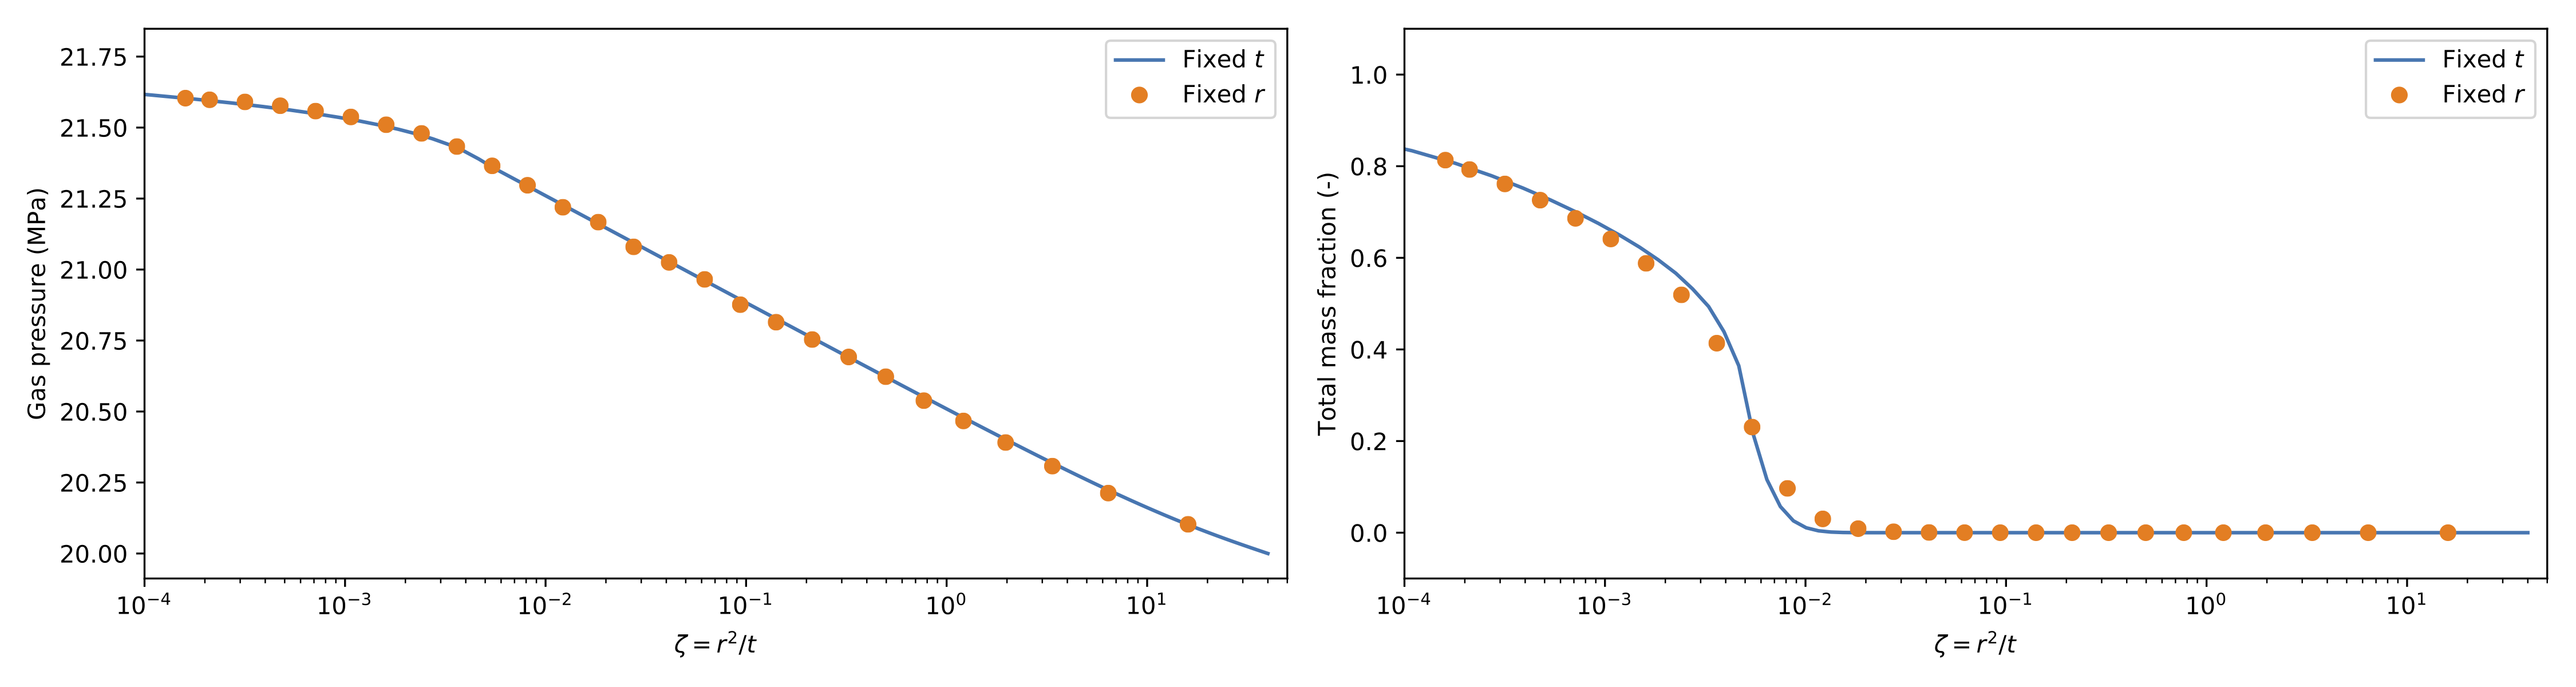 21.75
21.50
21.25
21.00
20.75
20.50
20.25
20.00
Gas pressure (MPa)
10⁻⁴ 10⁻³ 10⁻² 10⁻¹ 10⁰ 10¹
ζ = r²/t
Fixed t
Fixed r
1.0
0.8
0.6
0.4
0.2
0.0
Total mass fraction (-)
10⁻⁴ 10⁻³ 10⁻² 10⁻¹ 10⁰ 10¹
ζ = r²/t
Fixed t
Fixed r